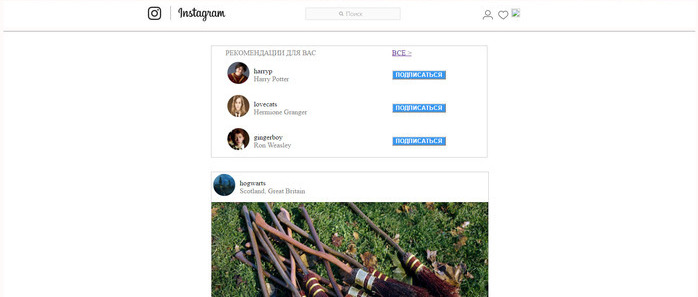 Instagram
Поиск
РЕКОМЕНДАЦИИ ДЛЯ ВАС ВСЕ >
harryp
Harry Potter
ПОДПИСАТЬСЯ
lovecats
Hermione Granger
ПОДПИСАТЬСЯ
gingerboy
Ron Weasley
ПОДПИСАТЬСЯ
hogwarts
Scotland, Great Britain